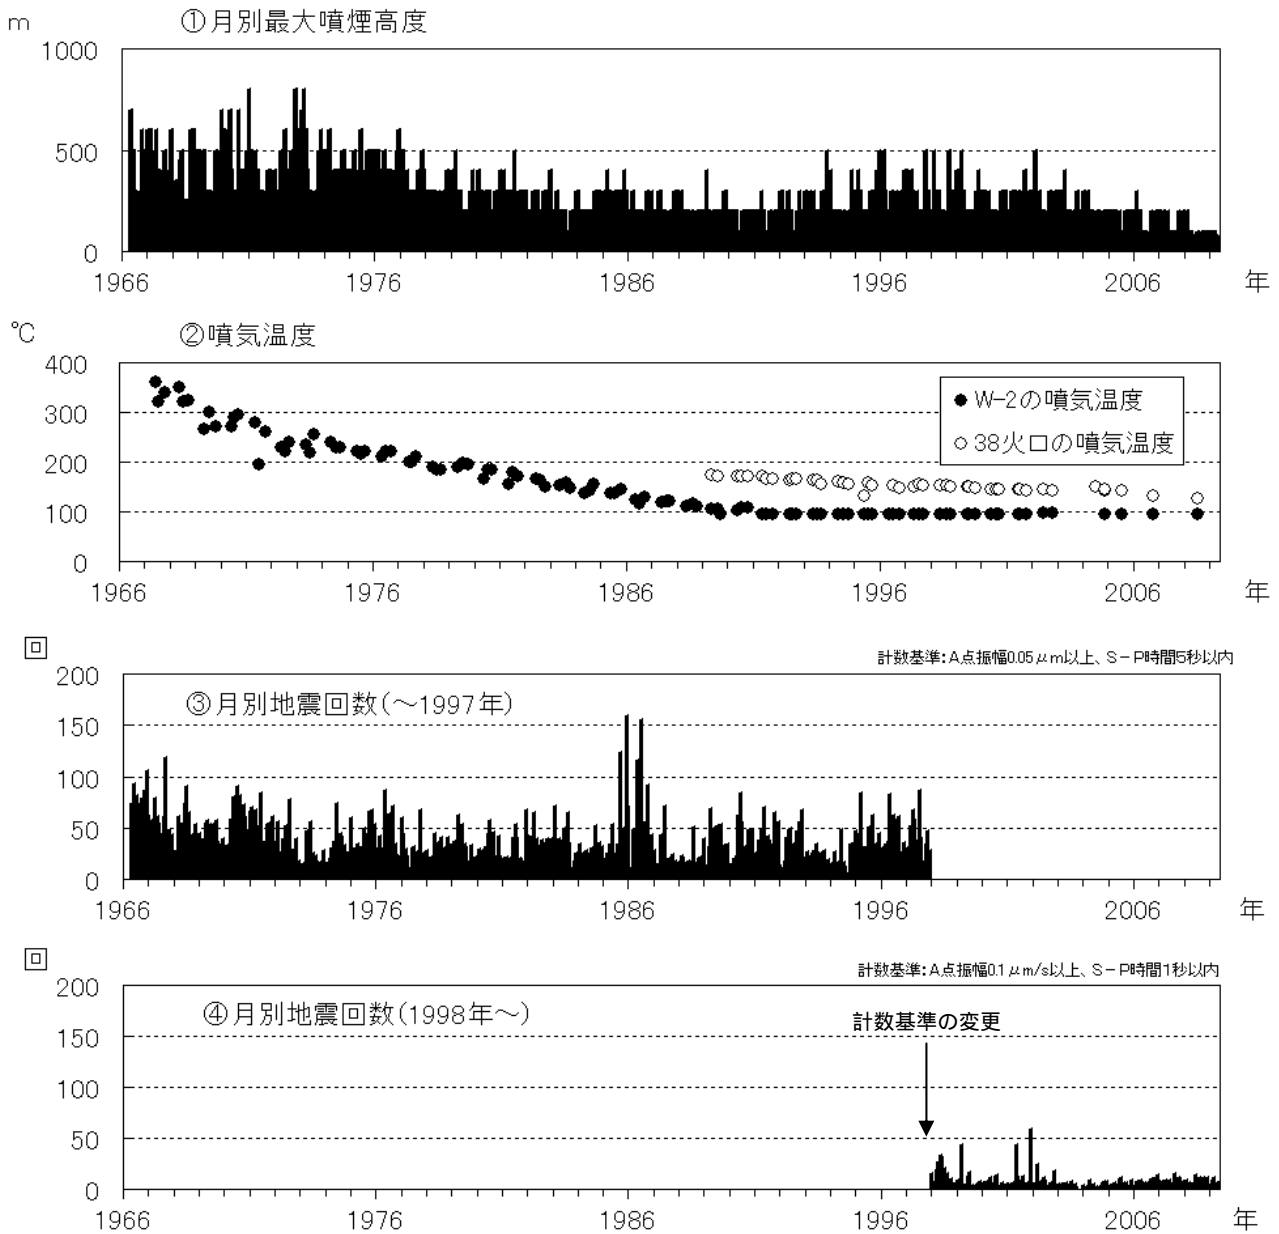 m
①月別最大噴煙高度
1000
500
0
1966 1976 1986 1996 2006 年
℃
②噴気温度
400
300
200
100
0
● W-2の噴気温度
○ 38火口の噴気温度
1966 1976 1986 1996 2006 年
回
計数基準：A点振幅0.05μm以上、S－P時間5秒以内
③月別地震回数(～1997年)
200
150
100
50
0
1966 1976 1986 1996 2006 年
回
計数基準：A点振幅0.1μm/s以上、S－P時間1秒以内
④月別地震回数(1998年～)
計数基準の変更
200
150
100
50
0
1966 1976 1986 1996 2006 年